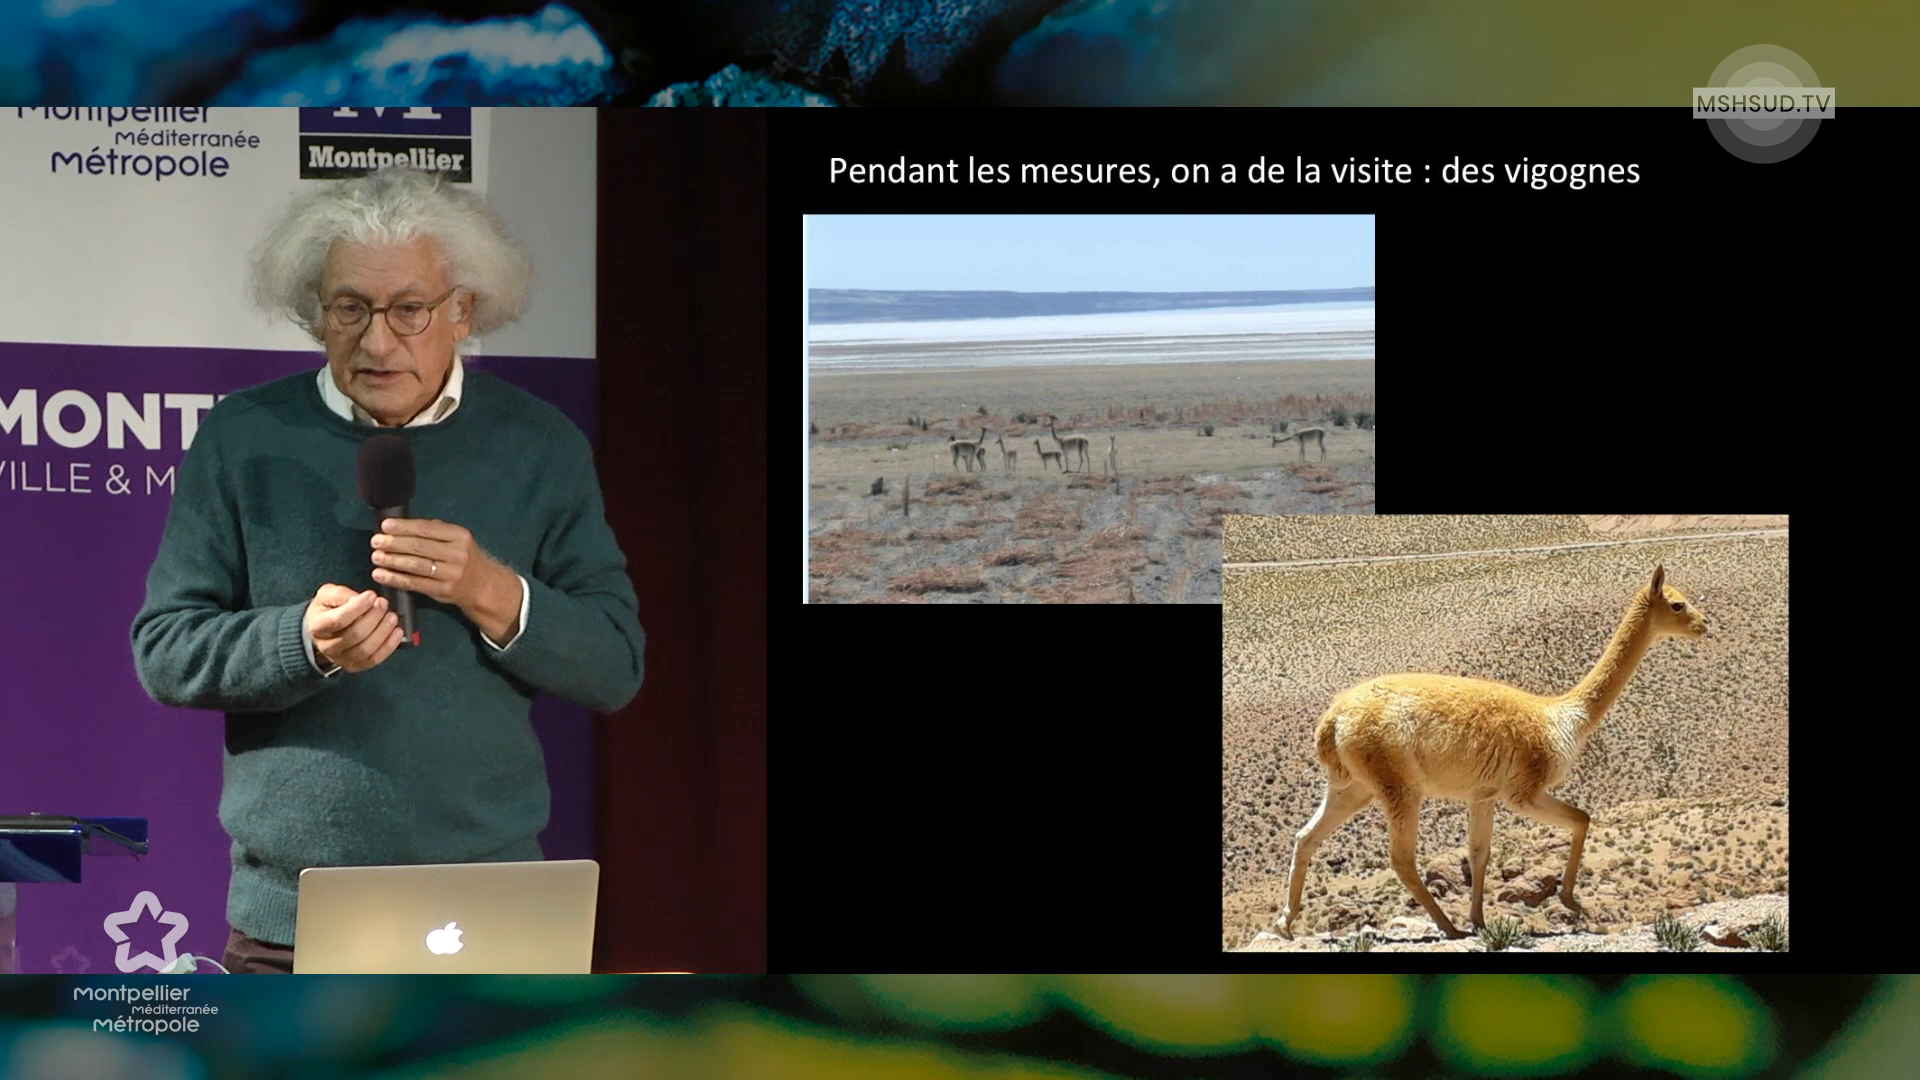 MSHSUD.TV
Montpellier
méditerranée
métropole
M
Montpellier
Pendant les mesures, on a de la visite : des vigognes
MONT
VILLE & M
montpellier
méditerranée
métropole